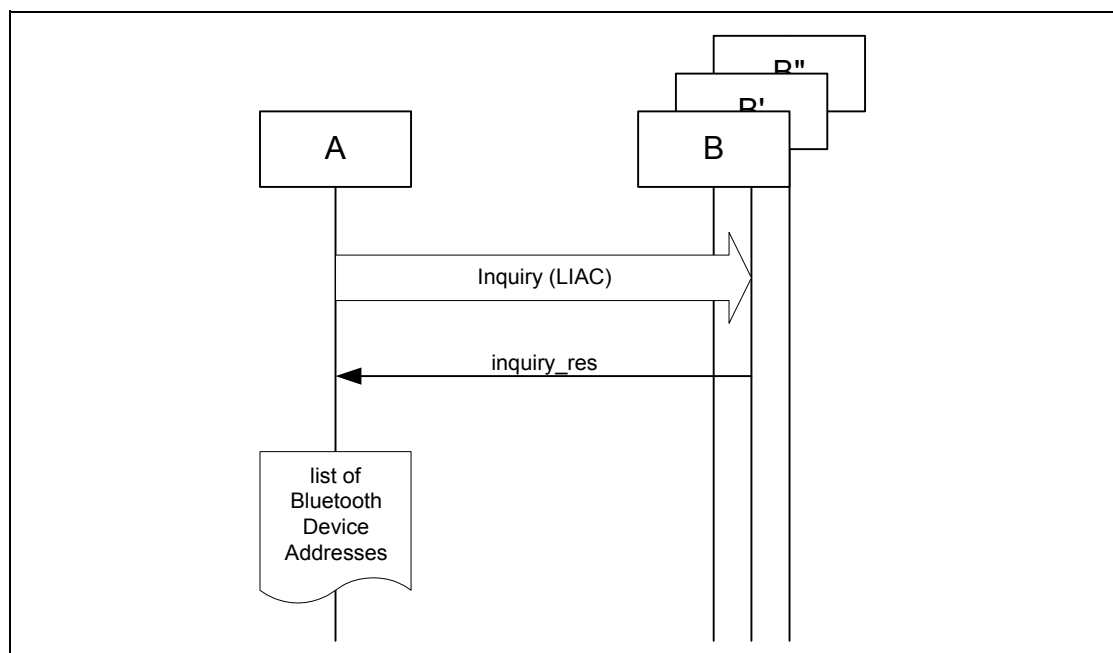 B"
B'
A
B
Inquiry (LIAC)
inquiry_res
list of
Bluetooth
Device
Addresses